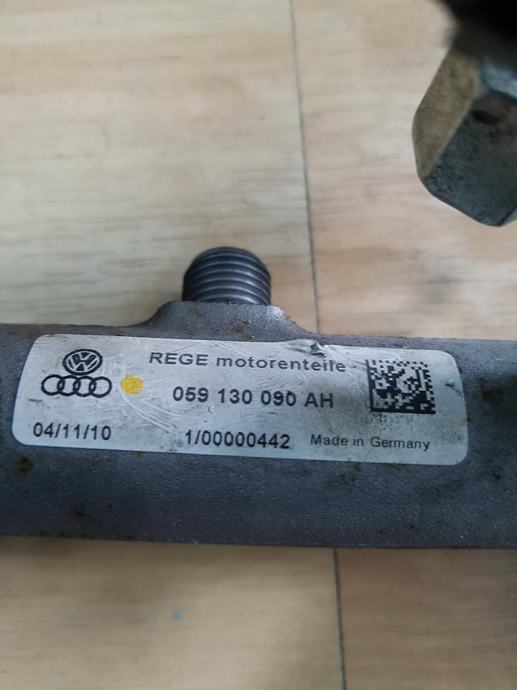 REGE motorenteile
059 130 090 AH
04/11/10 1/00000442 Made in Germany